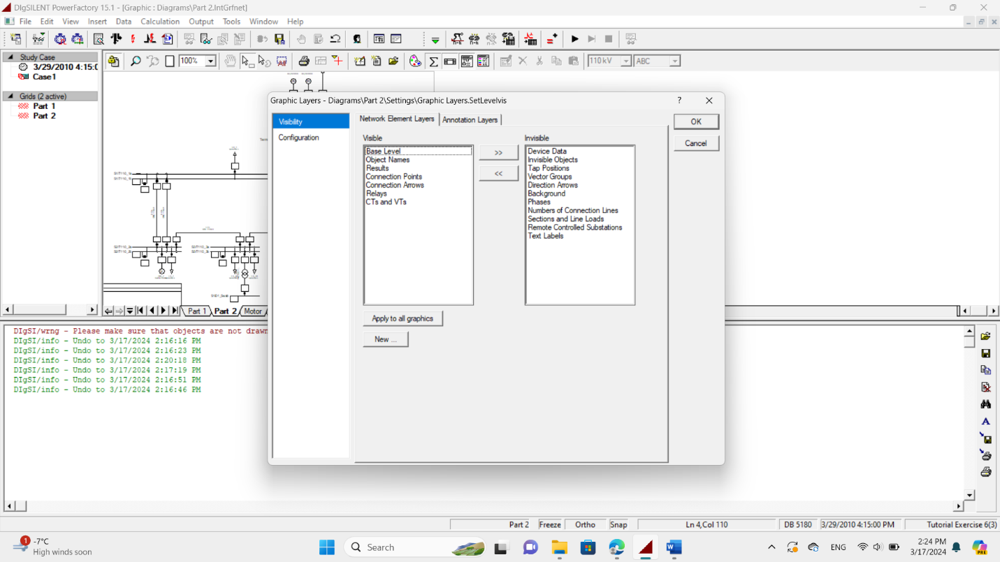 DIgSILENT PowerFactory 15.1 - [Graphic : Diagrams\Part 2.IntGrfnet]
File Edit View Insert Data Calculation Output Tools Window Help
Study Case
3/29/2010 4:15:0
Case1
Grids (2 active)
Part 1
Part 2
100%
110 kV
ABC
Graphic Layers - Diagrams\Part 2\Settings\Graphic Layers.SetLevelvis
?
Visibility
Configuration
Network Element Layers
Annotation Layers
OK
Cancel
Visible
Base Level
Object Names
Results
Connection Points
Connection Arrows
Relays
CTs and VTs
>>
<<
Invisible
Device Data
Invisible Objects
Tap Positions
Vector Groups
Direction Arrows
Background
Phases
Numbers of Connection Lines
Sections and Line Loads
Remote Controlled Substations
Text Labels
Apply to all graphics
New ...
Part 1 Part 2 Motor
DIgSI/wrng - Please make sure that objects are not drawn
DIgSI/info - Undo to 3/17/2024 2:16:16 PM
DIgSI/info - Undo to 3/17/2024 2:16:23 PM
DIgSI/info - Undo to 3/17/2024 2:20:18 PM
DIgSI/info - Undo to 3/17/2024 2:17:19 PM
DIgSI/info - Undo to 3/17/2024 2:16:51 PM
DIgSI/info - Undo to 3/17/2024 2:16:46 PM
Part 2 Freeze Ortho Snap Ln 4,Col 110 DB 5180 3/29/2010 4:15:00 PM Tutorial Exercise 6(3)
1
-7°C
High winds soon
Search
ENG
2:24 PM
3/17/2024
PRE